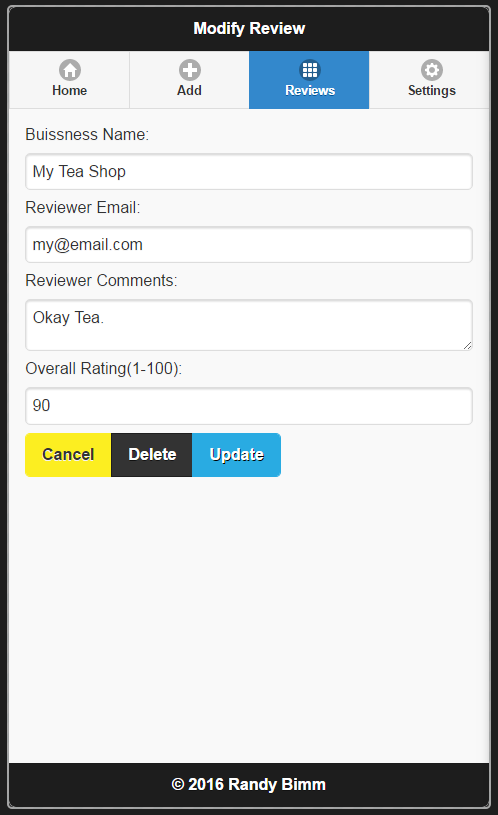 Modify Review
Home Add Reviews Settings
Buissness Name:
My Tea Shop
Reviewer Email:
my@email.com
Reviewer Comments:
Okay Tea.
Overall Rating(1-100):
90
Cancel Delete Update
© 2016 Randy Bimm